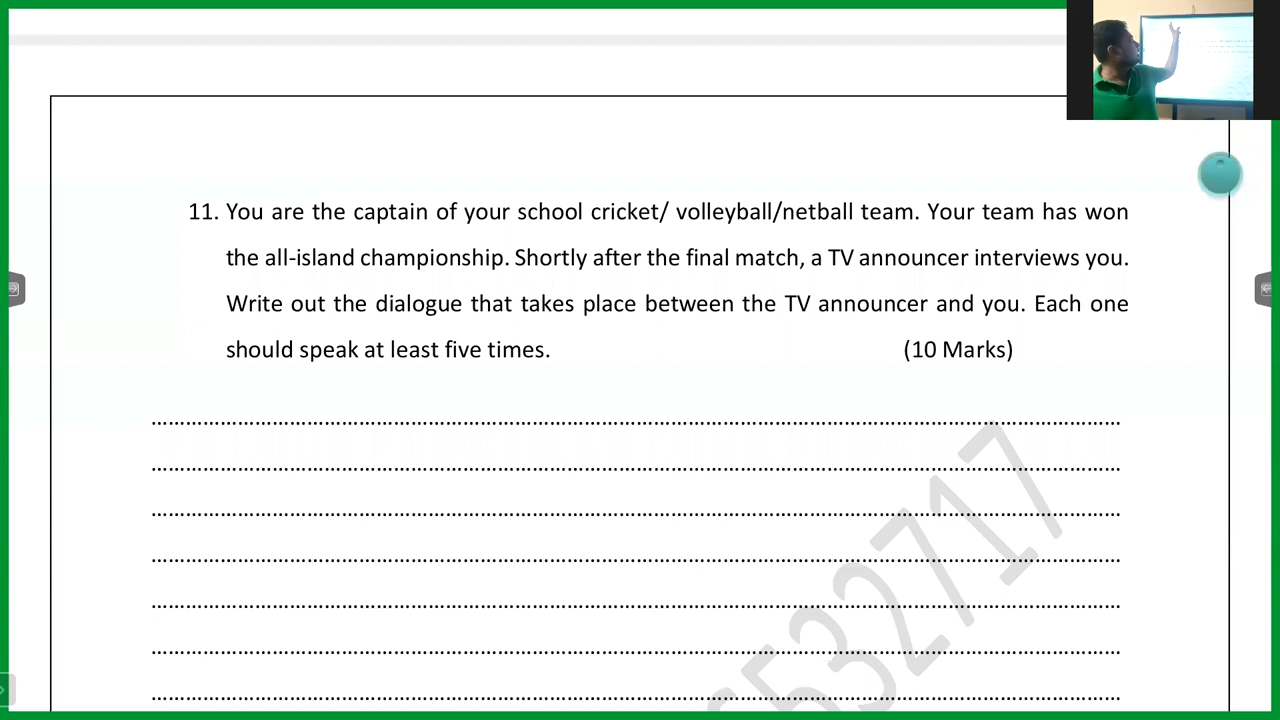 11. You are the captain of your school cricket/ volleyball/netball team. Your team has won
the all-island championship. Shortly after the final match, a TV announcer interviews you.
Write out the dialogue that takes place between the TV announcer and you. Each one
should speak at least five times. (10 Marks)
........................................................................
........................................................................
........................................................................
........................................................................
........................................................................
........................................................................
........................................................................
532717